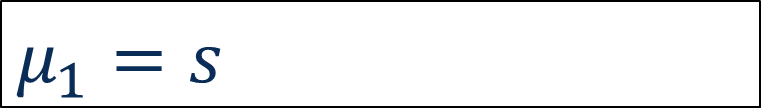 μ₁ = s